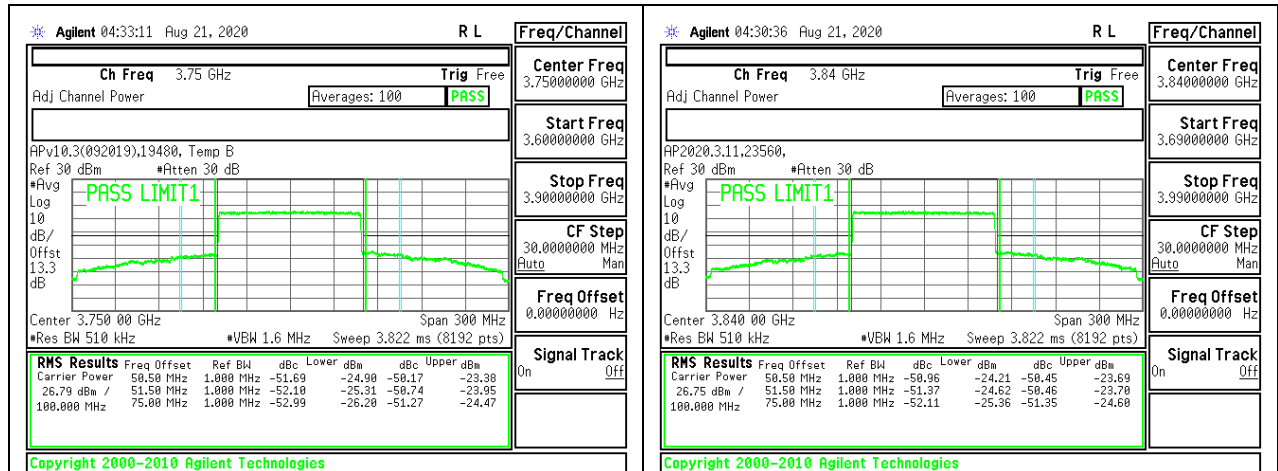 Agilent 04:33:11 Aug 21, 2020 R L
Freq/Channel
Ch Freq 3.75 GHz Trig Free
Adj Channel Power Averages: 100 PASS
APv10.3(092019),19480, Temp B
Ref 30 dBm #Atten 30 dB
#Avg
Log
10
dB/
Offst
13.3
dB
PASS LIMIT1
Center 3.750 00 GHz Span 300 MHz
#Res BW 510 kHz #VBW 1.6 MHz Sweep 3.822 ms (8192 pts)
RMS Results Freq Offset Ref BW dBc Lower dBm dBc Upper dBm
Carrier Power 50.50 MHz 1.000 MHz -51.69 -24.90 -50.17 -23.38
26.79 dBm / 51.50 MHz 1.000 MHz -52.10 -25.31 -50.74 -23.95
100.000 MHz 75.00 MHz 1.000 MHz -52.99 -26.20 -51.27 -24.47
Copyright 2000-2010 Agilent Technologies
Center Freq
3.75000000 GHz
Start Freq
3.60000000 GHz
Stop Freq
3.90000000 GHz
CF Step
30.0000000 MHz
Auto Man
Freq Offset
0.00000000 Hz
Signal Track
On Off
Agilent 04:30:36 Aug 21, 2020 R L
Freq/Channel
Ch Freq 3.84 GHz Trig Free
Adj Channel Power Averages: 100 PASS
AP2020.3.11,23560,
Ref 30 dBm #Atten 30 dB
#Avg
Log
10
dB/
Offst
13.3
dB
PASS LIMIT1
Center 3.840 00 GHz Span 300 MHz
#Res BW 510 kHz #VBW 1.6 MHz Sweep 3.822 ms (8192 pts)
RMS Results Freq Offset Ref BW dBc Lower dBm dBc Upper dBm
Carrier Power 50.50 MHz 1.000 MHz -50.96 -24.21 -50.45 -23.69
26.75 dBm / 51.50 MHz 1.000 MHz -51.37 -24.62 -50.46 -23.70
100.000 MHz 75.00 MHz 1.000 MHz -52.11 -25.36 -51.35 -24.60
Copyright 2000-2010 Agilent Technologies
Center Freq
3.84000000 GHz
Start Freq
3.69000000 GHz
Stop Freq
3.99000000 GHz
CF Step
30.0000000 MHz
Auto Man
Freq Offset
0.00000000 Hz
Signal Track
On Off